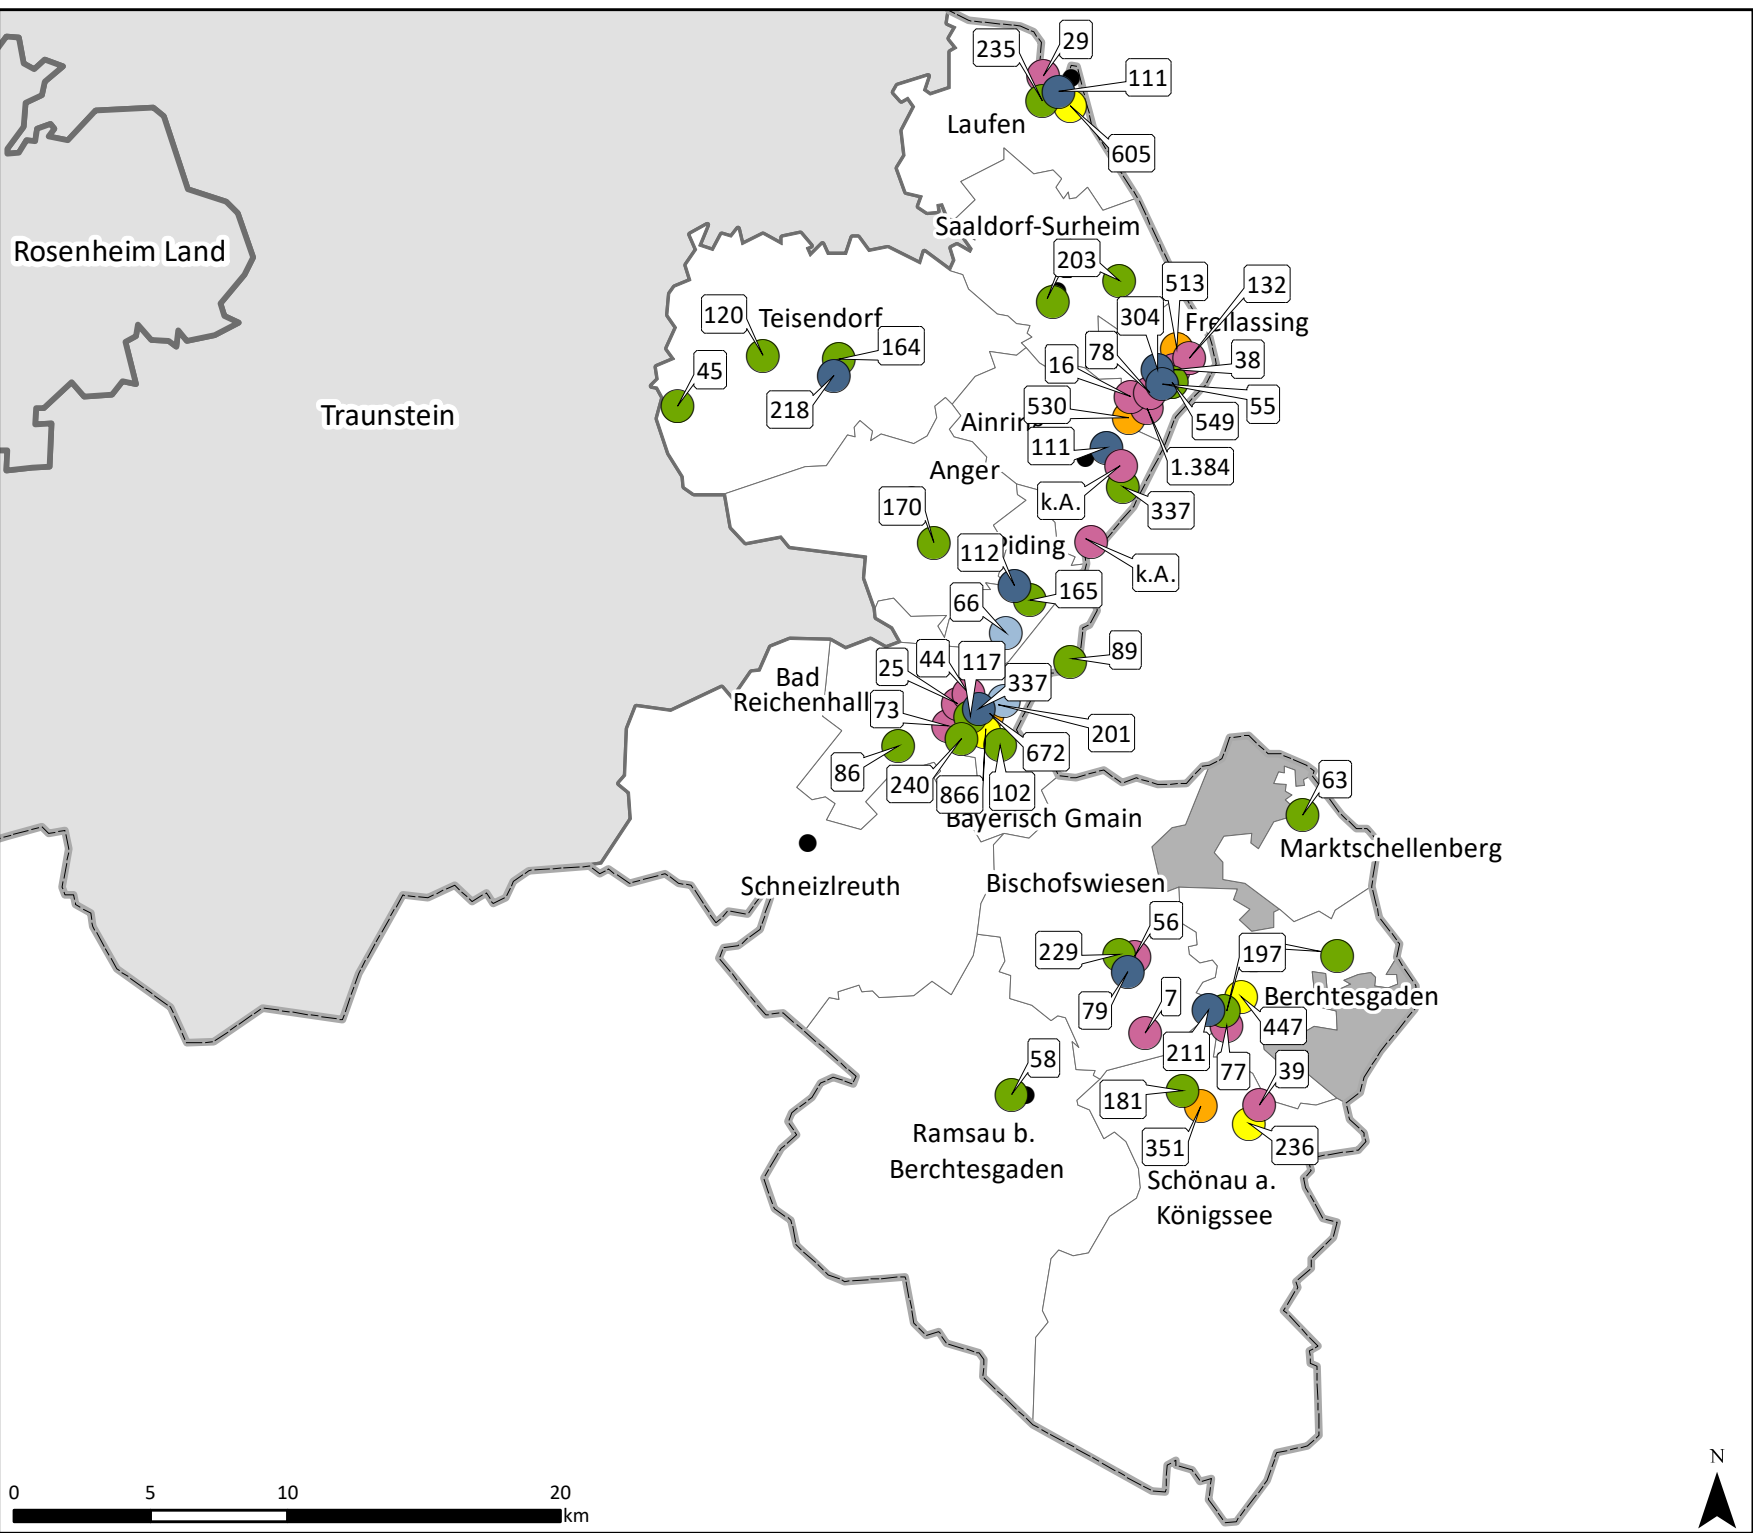 29
235
111
Laufen
605
Saaldorf-Surheim
203
Rosenheim Land
513
132
304
Freilassing
120
Teisendorf
78
164
38
16
45
530
55
218
Traunstein
Ainring
549
111
1.384
Anger
k.A.
337
170
112
Piding
k.A.
165
66
89
44
117
25
Bad
Reichenhall
337
73
201
672
86
240
866
102
63
Bayerisch Gmain
Marktschellenberg
Schneizlreuth
Bischofswiesen
56
229
197
7
Berchtesgaden
79
447
211
58
77
39
181
Ramsau b.
Berchtesgaden
351
236
Schönau a.
Königssee
N
0 5 10 20
km